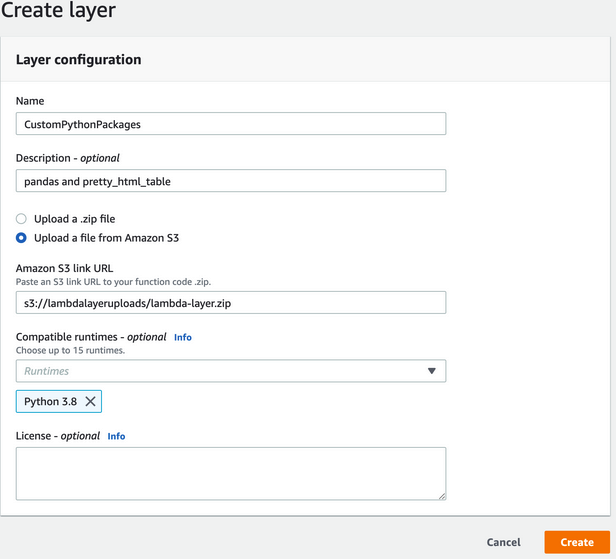 Create layer
Layer configuration
Name
CustomPythonPackages
Description - optional
pandas and pretty_html_table
Upload a .zip file
Upload a file from Amazon S3
Amazon S3 link URL
Paste an S3 link URL to your function code .zip.
s3://lambdalayeruploads/lambda-layer.zip
Compatible runtimes - optional Info
Choose up to 15 runtimes.
Runtimes
Python 3.8
License - optional Info
Cancel Create